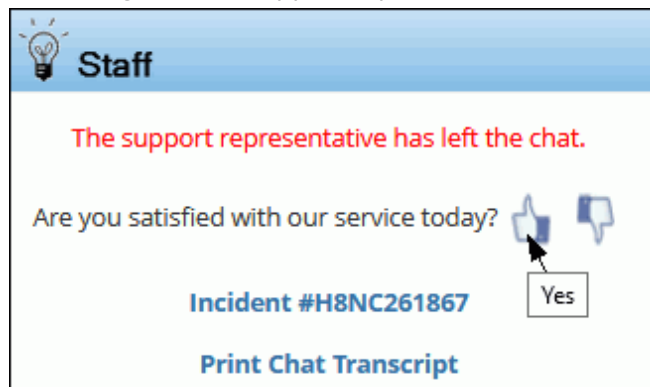 Staff
The support representative has left the chat.
Are you satisfied with our service today?
Yes
Incident #H8NC261867
Print Chat Transcript